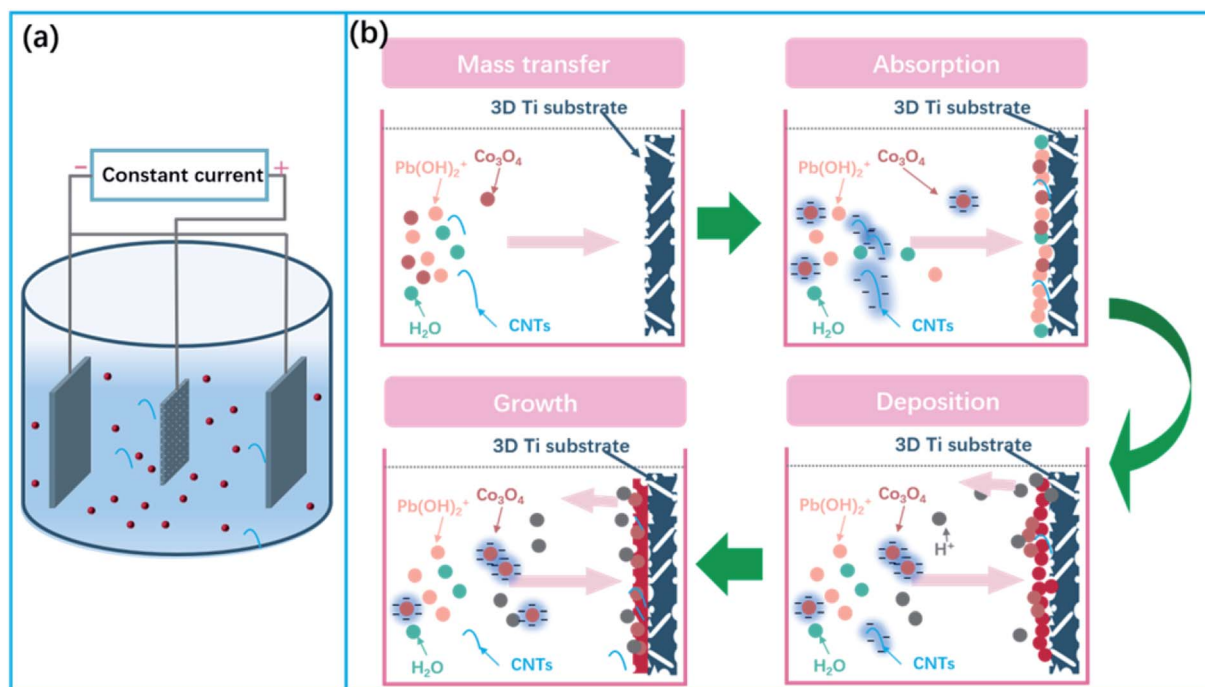 (a)
− Constant current +
(b)
Mass transfer
3D Ti substrate
Co₃O₄
Pb(OH)₂⁺
H₂O
CNTs
Absorption
3D Ti substrate
Co₃O₄
Pb(OH)₂⁺
H₂O
CNTs
Growth
3D Ti substrate
Co₃O₄
Pb(OH)₂⁺
H₂O
CNTs
Deposition
3D Ti substrate
Co₃O₄
Pb(OH)₂⁺
H⁺
H₂O
CNTs